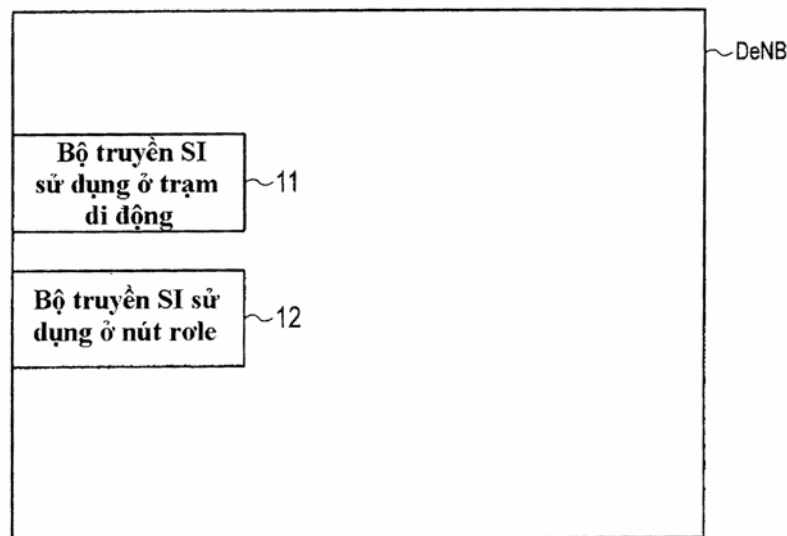 DeNB
Bộ truyền SI
sử dụng ở trạm
di động
11
Bộ truyền SI sử
dụng ở nút rơle
12